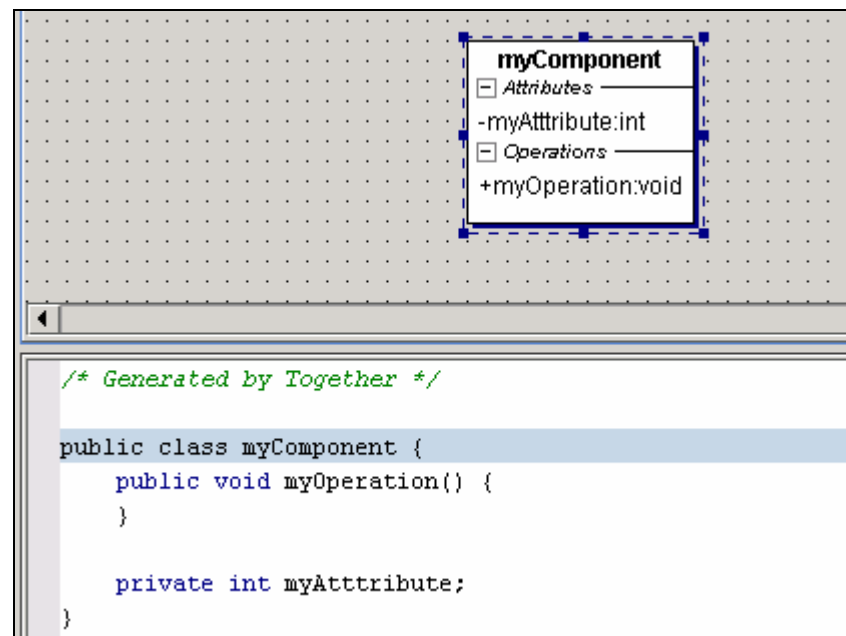 myComponent
Attributes
-myAtttribute:int
Operations
+myOperation:void
/* Generated by Together */
public class myComponent {
public void myOperation() {
}
private int myAtttribute;
}